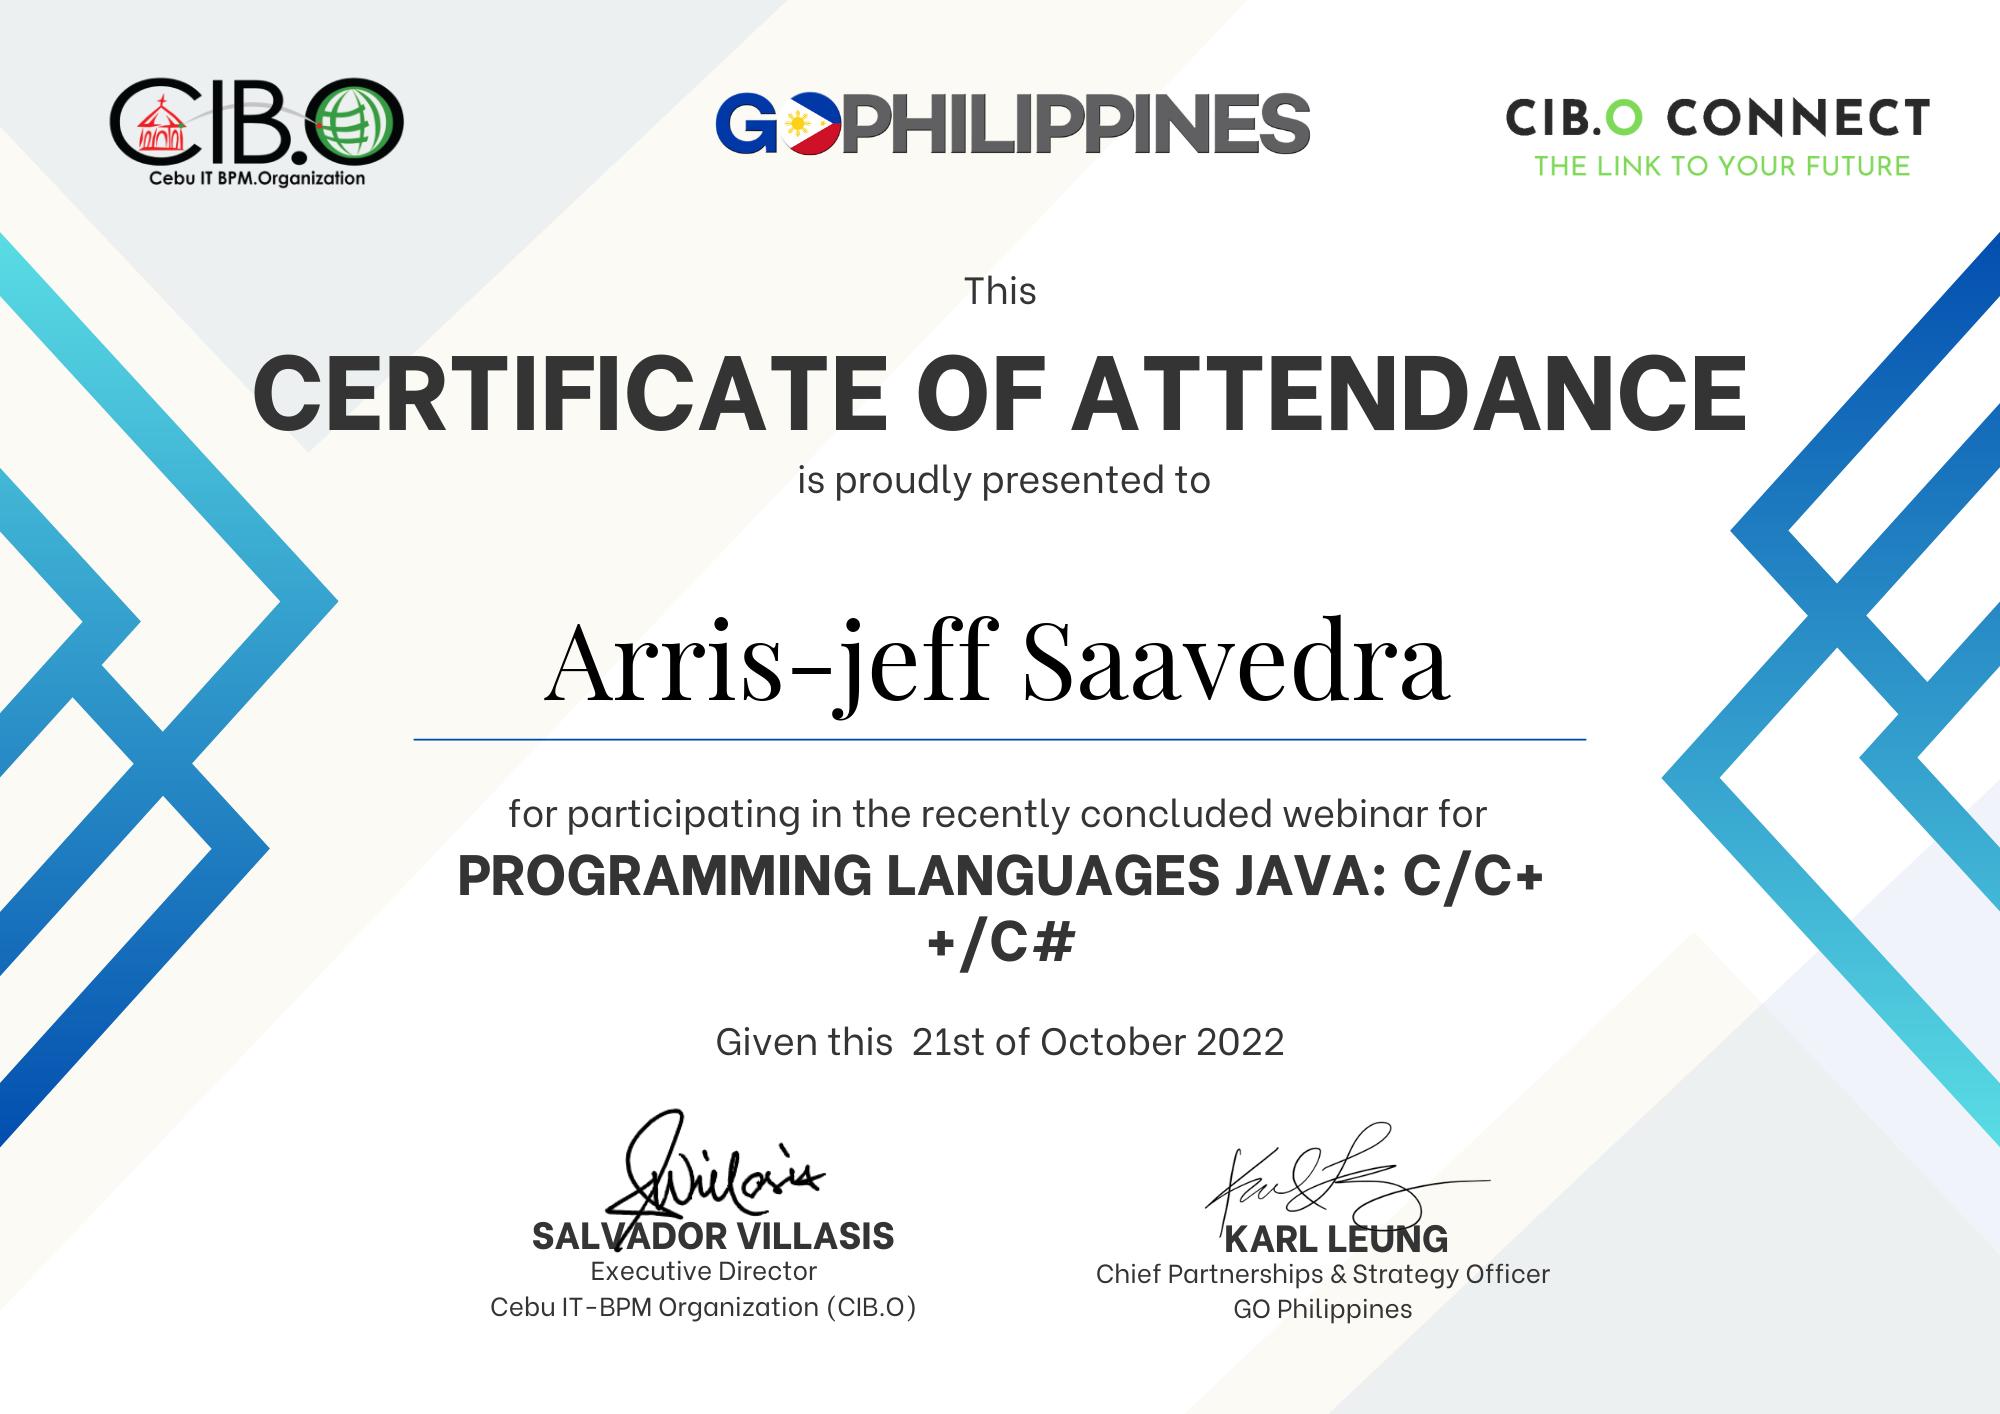 CIB.O
Cebu IT BPM.Organization
GOPHILIPPINES
CIB.O CONNECT
THE LINK TO YOUR FUTURE
This
CERTIFICATE OF ATTENDANCE
is proudly presented to
Arris-jeff Saavedra
for participating in the recently concluded webinar for
PROGRAMMING LANGUAGES JAVA: C/C+
+/C#
Given this  21st of October 2022
SVillasis
SALVADOR VILLASIS
Executive Director
Cebu IT-BPM Organization (CIB.O)
Karl Leung
KARL LEUNG
Chief Partnerships & Strategy Officer
GO Philippines